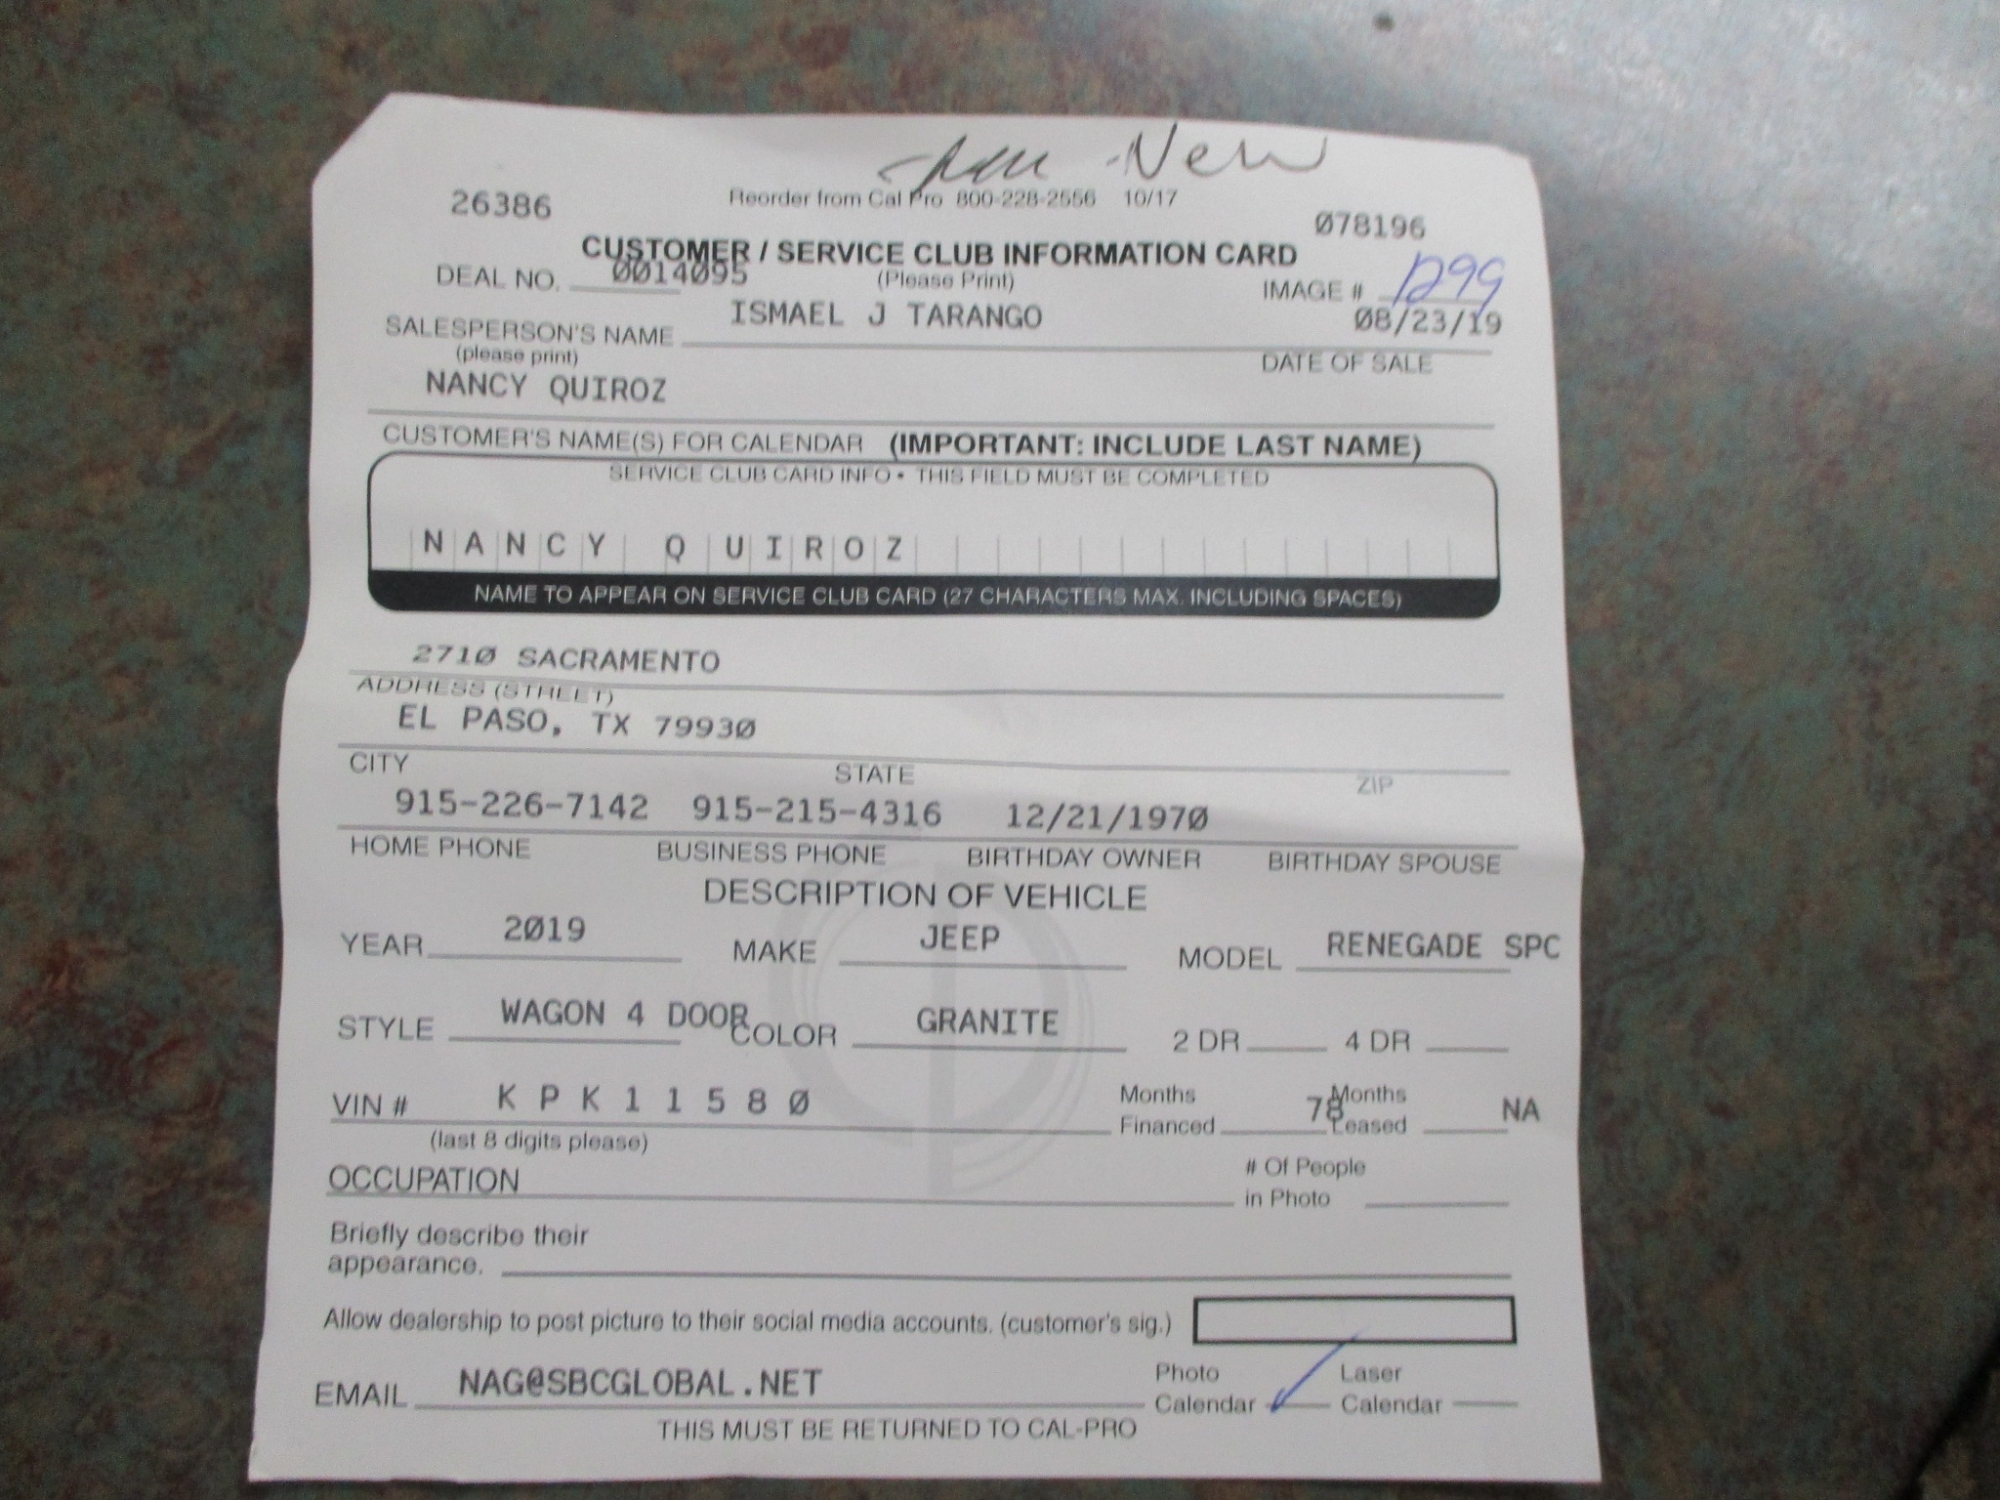 New
26386 Reorder from Cal Pro 800-228-2556 10/17 Ø78196
CUSTOMER / SERVICE CLUB INFORMATION CARD
DEAL NO. ØØ14Ø95 (Please Print) IMAGE # 1299
SALESPERSON'S NAME ISMAEL J TARANGO Ø8/23/19
(please print) DATE OF SALE
NANCY QUIROZ
CUSTOMER'S NAME(S) FOR CALENDAR (IMPORTANT: INCLUDE LAST NAME)
SERVICE CLUB CARD INFO • THIS FIELD MUST BE COMPLETED
N A N C Y Q U I R O Z
NAME TO APPEAR ON SERVICE CLUB CARD (27 CHARACTERS MAX. INCLUDING SPACES)
271Ø SACRAMENTO
ADDRESS (STREET)
EL PASO, TX 7993Ø
CITY STATE ZIP
915-226-7142 915-215-4316 12/21/197Ø
HOME PHONE BUSINESS PHONE BIRTHDAY OWNER BIRTHDAY SPOUSE
DESCRIPTION OF VEHICLE
YEAR 2Ø19 MAKE JEEP MODEL RENEGADE SPC
STYLE WAGON 4 DOOR COLOR GRANITE 2 DR 4 DR
VIN # K P K 1 1 5 8 Ø Months Financed 78 Months Leased NA
(last 8 digits please)
OCCUPATION # Of People in Photo
Briefly describe their
appearance.
Allow dealership to post picture to their social media accounts. (customer's sig.)
EMAIL NAG@SBCGLOBAL.NET Photo Calendar Laser Calendar
THIS MUST BE RETURNED TO CAL-PRO